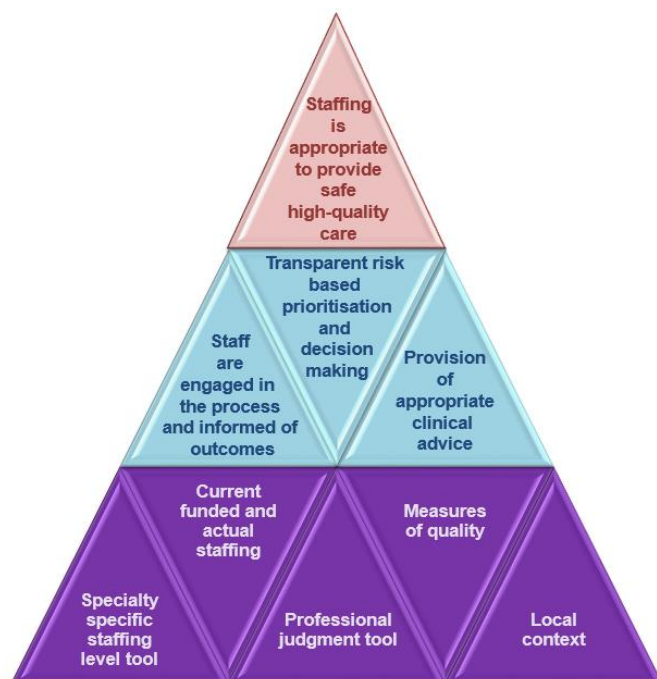 Staffing
is
appropriate
to provide
safe
high-quality
care
Transparent risk
based
prioritisation
and
decision
making
Staff
are
engaged in
the process
and informed of
outcomes
Provision
of
appropriate
clinical
advice
Current
funded and
actual
staffing
Measures
of quality
Specialty
specific
staffing
level tool
Professional
judgment tool
Local
context